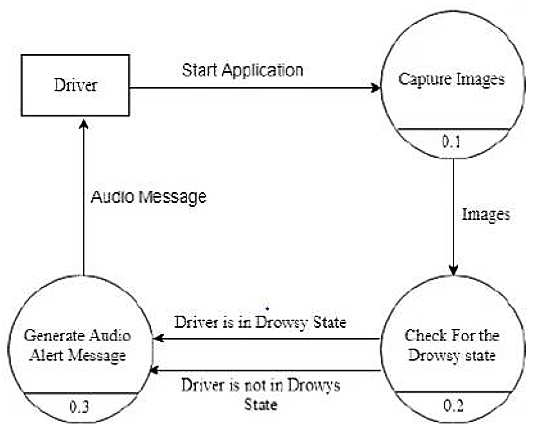 Driver
Start Application
Capture Images
0.1
Audio Message
Images
Generate Audio
Alert Message
0.3
Driver is in Drowsy State
Driver is not in Drowys
State
Check For the
Drowsy state
0.2